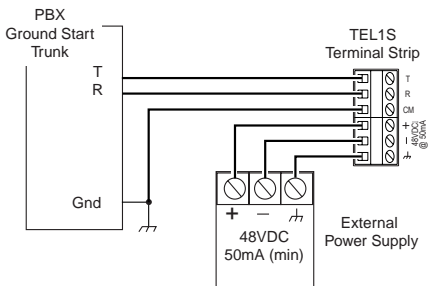 PBX
Ground Start
Trunk
TEL1S
Terminal Strip
T
R
T
R
CM
+
–
48VDC
@ 50mA
Gnd
+
–
48VDC
50mA (min)
External
Power Supply